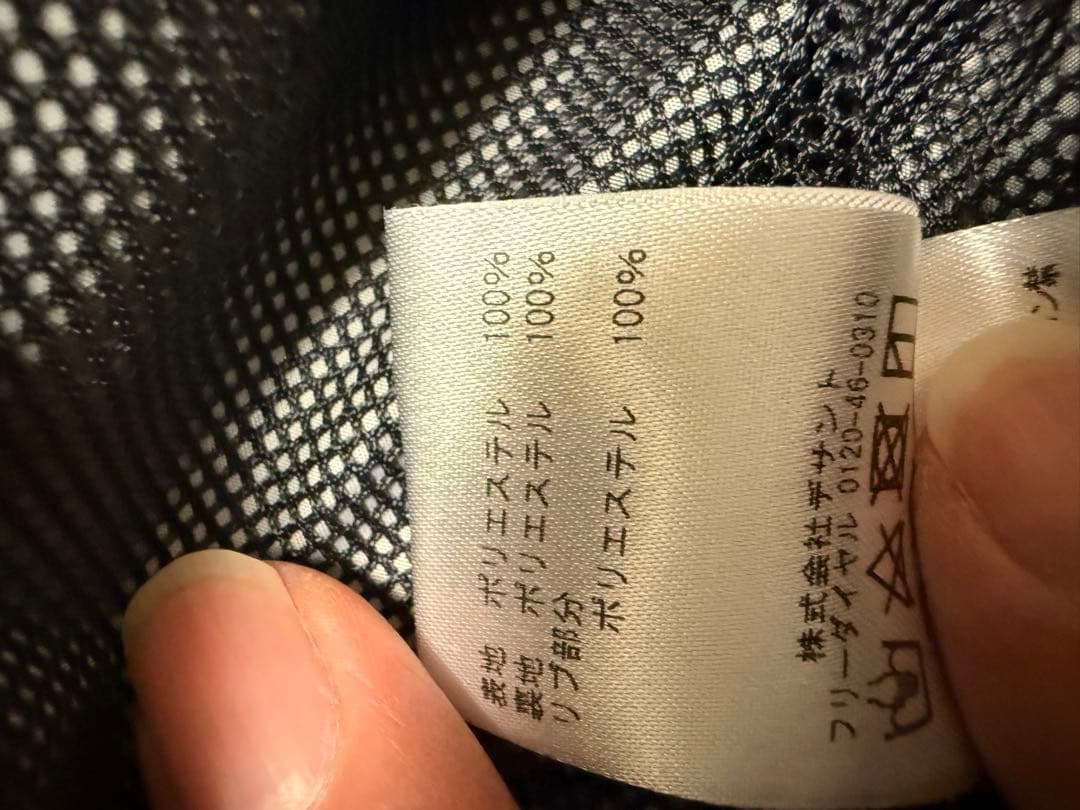 表地 ポリエステル 100%
裏地 ポリエステル 100%
リブ部分
ポリエステル 100%
株式会社デサント
フリーダイヤル 0120-46-0310